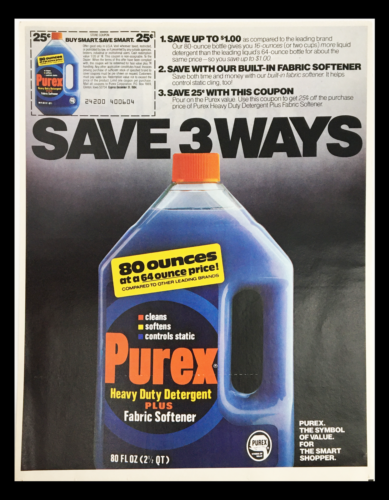 25¢ BUY SMART. SAVE SMART. 25¢
Purex
24200 400604
1. SAVE UP TO $1.00 as compared to the leading brand
Our 80-ounce bottle gives you 16-ounces (or two cups) more liquid
detergent than the leading liquid's 64-ounce bottle for about the
same price—so you save up to $1.00.
2. SAVE WITH OUR BUILT-IN FABRIC SOFTENER
Save both time and money with our built-in fabric softener. It helps
control static cling, too!
3. SAVE 25¢ WITH THIS COUPON
Pour on the Purex value. Use this coupon to get 25¢ off the purchase
price of Purex Heavy Duty Detergent Plus Fabric Softener.
SAVE 3 WAYS
80 ounces
at a 64 ounce price!
COMPARED TO OTHER LEADING BRANDS
cleans
softens
controls static
Purex
Heavy Duty Detergent
PLUS
Fabric Softener
80 FL OZ (2½ QT)
PUREX
PUREX.
THE SYMBOL
OF VALUE.
FOR
THE SMART
SHOPPER.